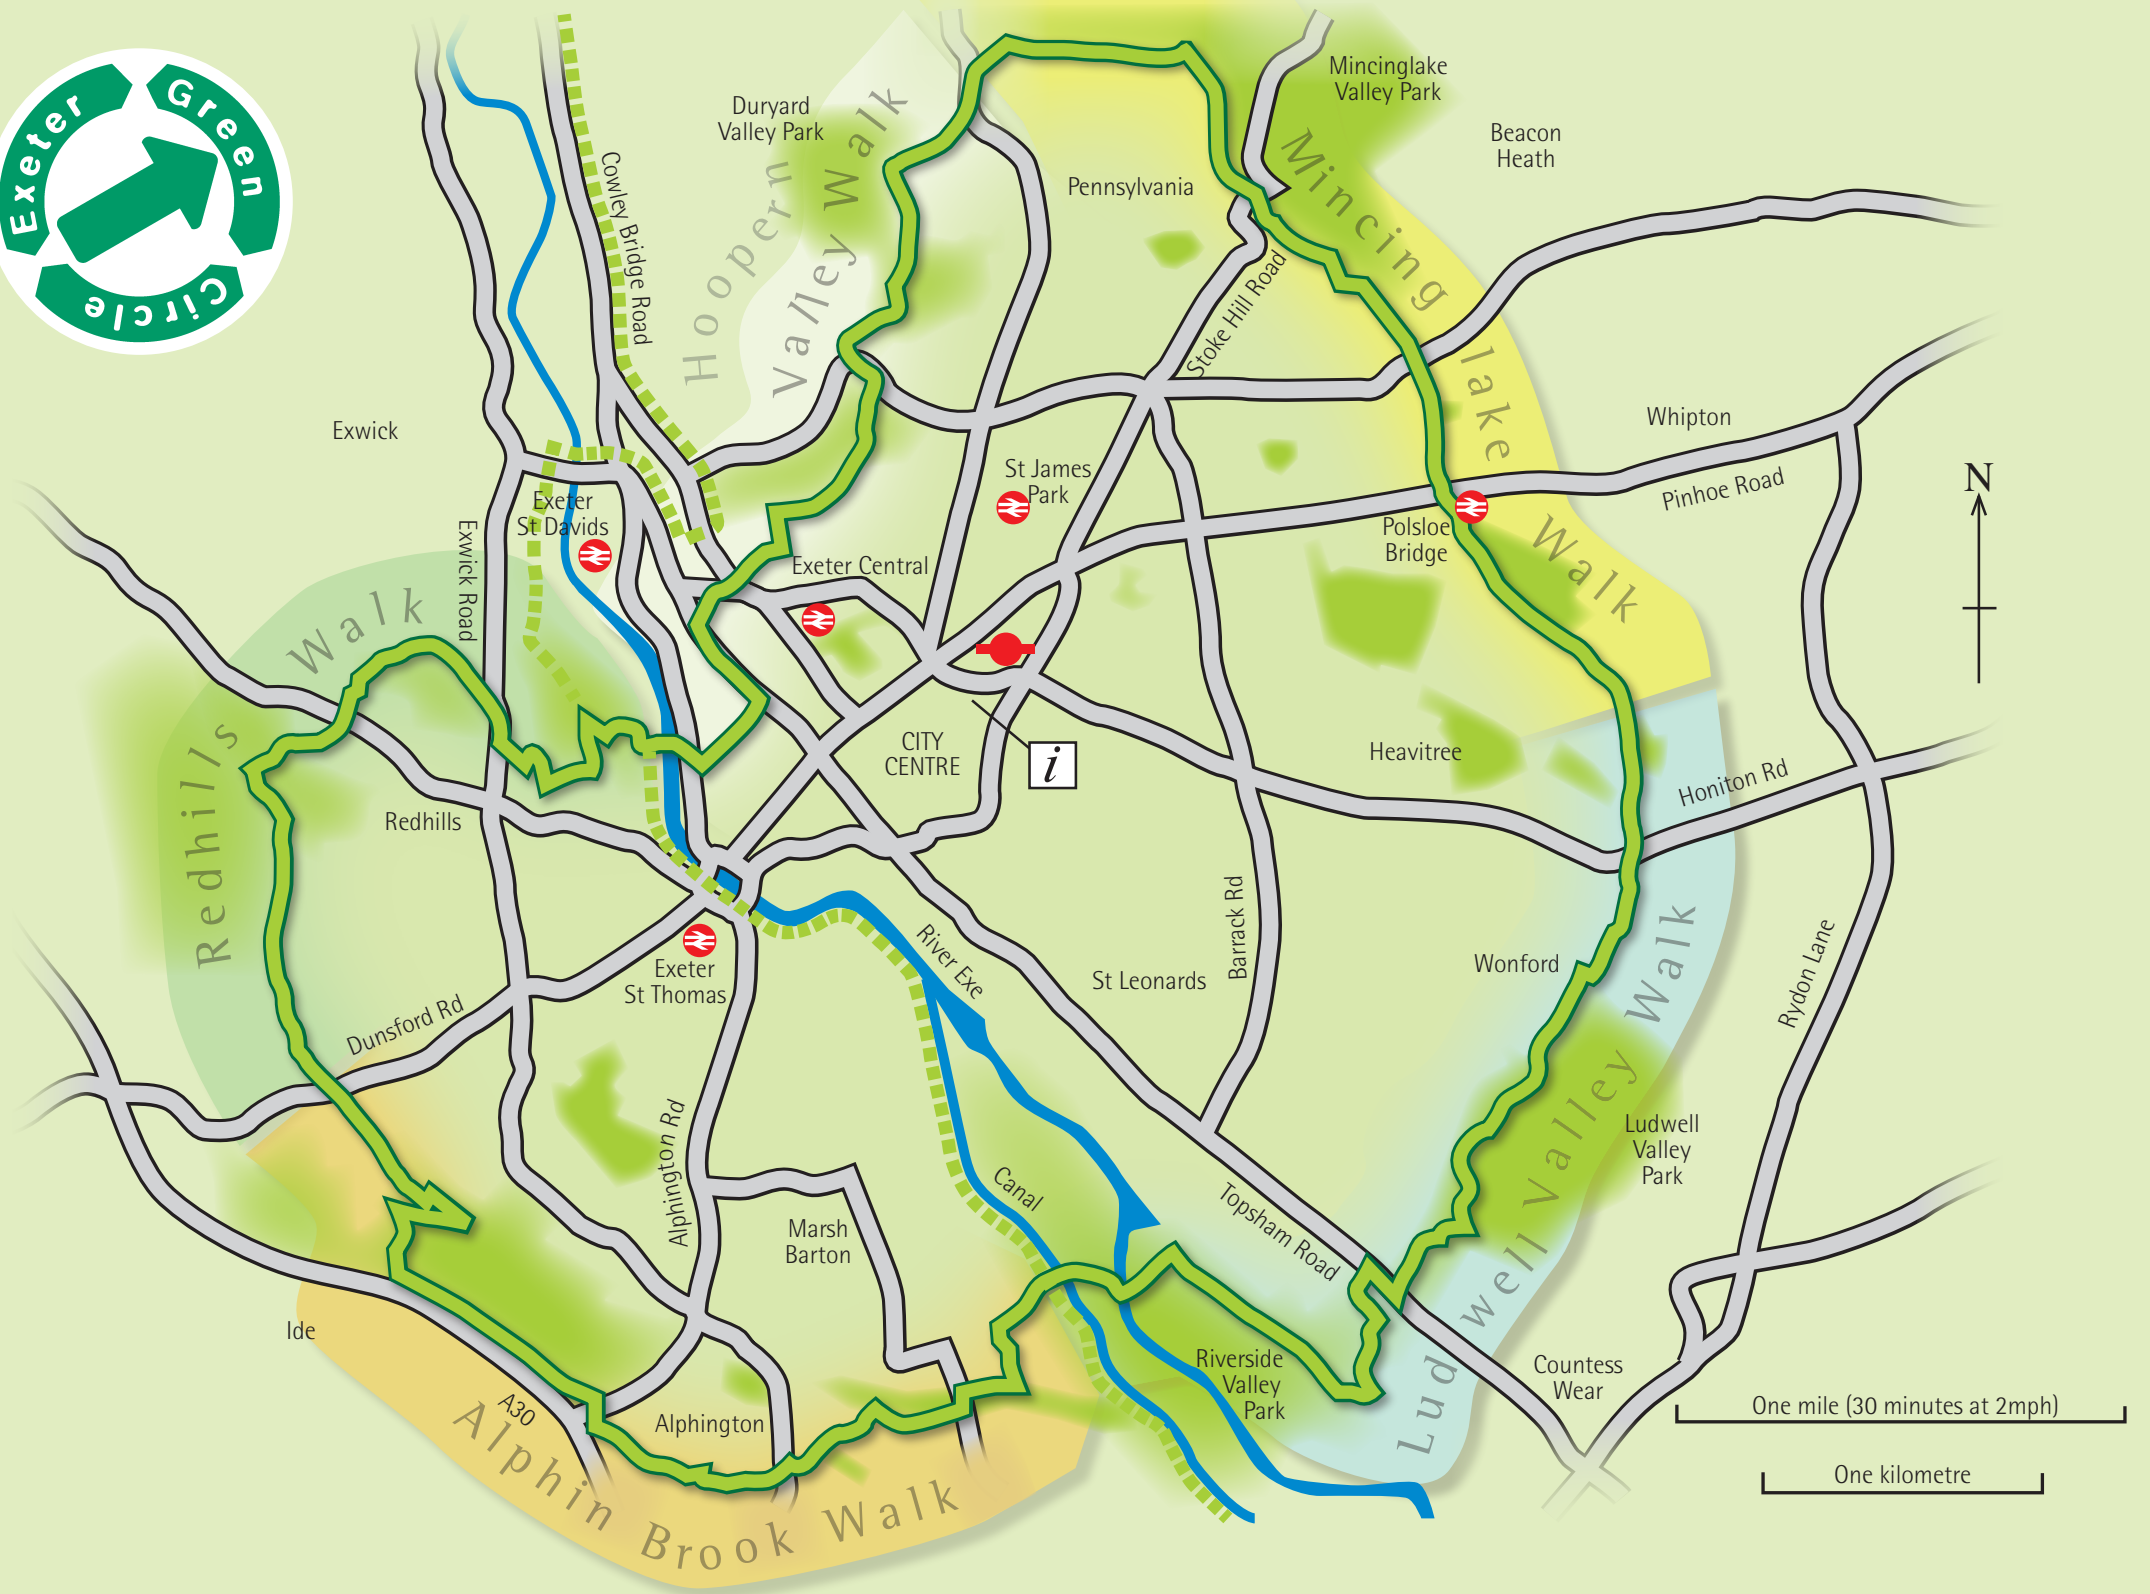 Exeter
Green
Circle
Mincinglake
Valley Park
Duryard
Valley Park
Beacon
Heath
Hoopern
Valley Walk
Cowley Bridge Road
Pennsylvania
Mincing lake Walk
Stoke Hill Road
Exwick
Whipton
St James
Park
Pinhoe Road
N
Exeter
St Davids
Polsloe
Bridge
Exeter Central
Exwick Road
Redhills Walk
CITY
CENTRE
i
Heavitree
Honiton Rd
Redhills
Barrack Rd
River Exe
Wonford
Exeter
St Thomas
St Leonards
Rydon Lane
Dunsford Rd
Alphington Rd
Ludwell
Valley
Park
Ludwell Valley Walk
Canal
Marsh
Barton
Topsham Road
Ide
Riverside
Valley
Park
Countess
Wear
A30
Alphington
Alphin Brook Walk
One mile (30 minutes at 2mph)
One kilometre